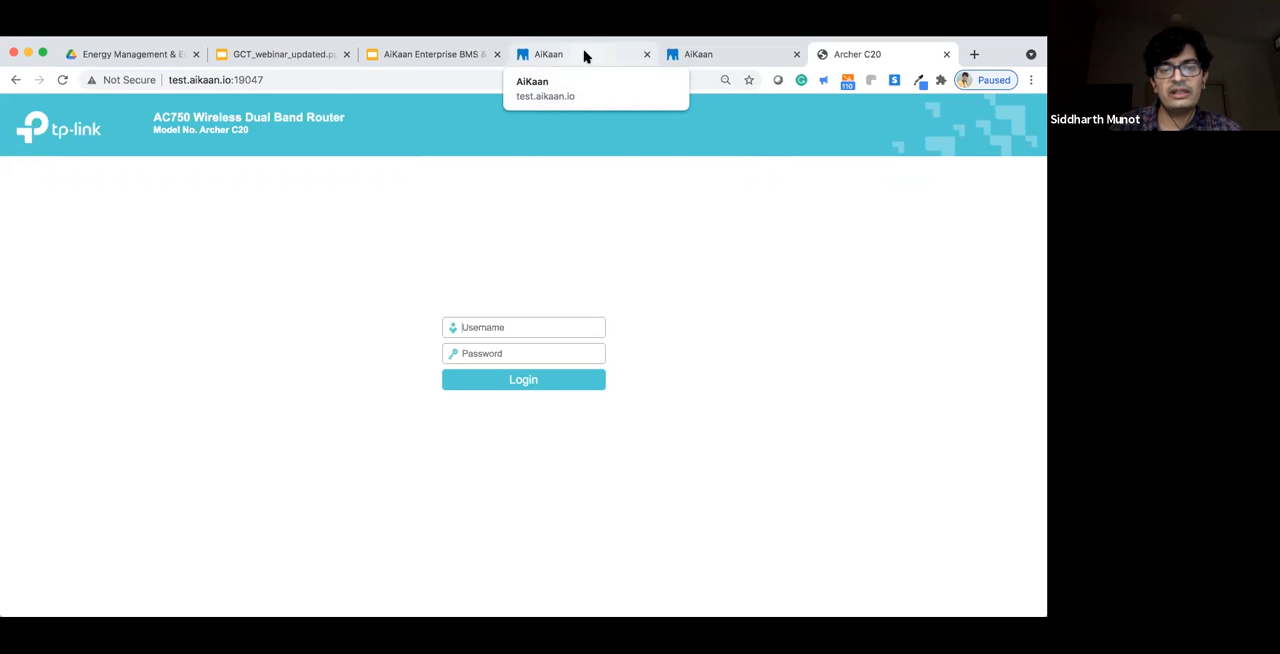 Energy Management & E
GCT_webinar_updated.p
AiKaan Enterprise BMS &
AiKaan
AiKaan
Archer C20
Not Secure
test.aikaan.io:19047
110
S
Paused
AiKaan
test.aikaan.io
tp-link
AC750 Wireless Dual Band Router
Model No. Archer C20
Siddharth Munot
Username
Password
Login